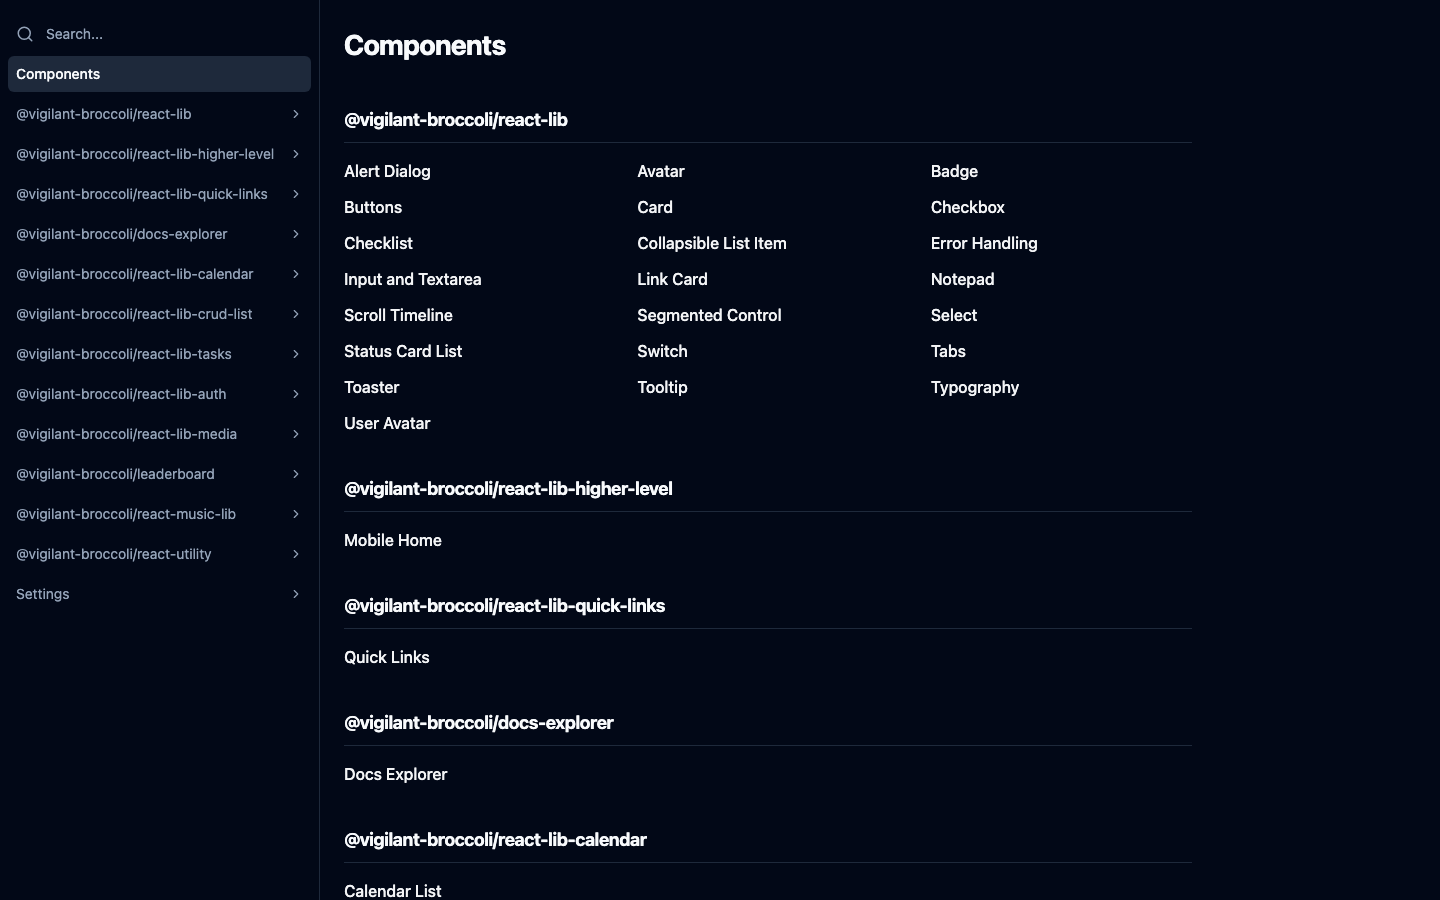 Search...
Components
@vigilant-broccoli/react-lib
@vigilant-broccoli/react-lib-higher-level
@vigilant-broccoli/react-lib-quick-links
@vigilant-broccoli/docs-explorer
@vigilant-broccoli/react-lib-calendar
@vigilant-broccoli/react-lib-crud-list
@vigilant-broccoli/react-lib-tasks
@vigilant-broccoli/react-lib-auth
@vigilant-broccoli/react-lib-media
@vigilant-broccoli/leaderboard
@vigilant-broccoli/react-music-lib
@vigilant-broccoli/react-utility
Settings
Components
@vigilant-broccoli/react-lib
Alert Dialog Avatar Badge
Buttons Card Checkbox
Checklist Collapsible List Item Error Handling
Input and Textarea Link Card Notepad
Scroll Timeline Segmented Control Select
Status Card List Switch Tabs
Toaster Tooltip Typography
User Avatar
@vigilant-broccoli/react-lib-higher-level
Mobile Home
@vigilant-broccoli/react-lib-quick-links
Quick Links
@vigilant-broccoli/docs-explorer
Docs Explorer
@vigilant-broccoli/react-lib-calendar
Calendar List